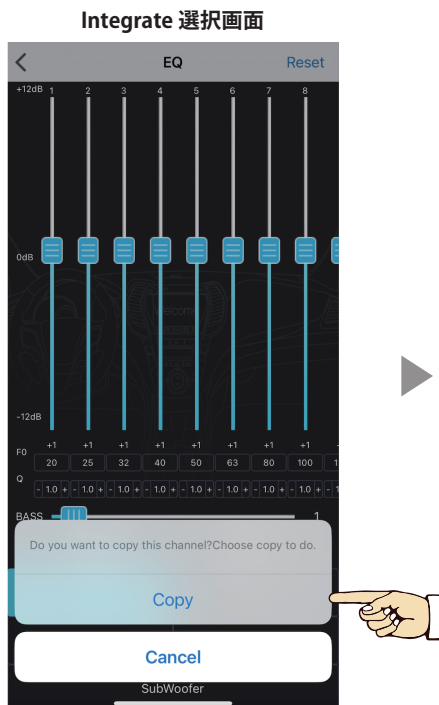 Integrate 選択画面
EQ Reset
+12dB 1 2 3 4 5 6 7 8
0dB
Welcome
-12dB
+1 +1 +1 +1 +1 +1 +1 +1
F0 20 25 32 40 50 63 80 100 1
Q - 1.0 + - 1.0 + - 1.0 + - 1.0 + - 1.0 + - 1.0 + - 1.0 + - 1.0 + - 1
BASS 1
Do you want to copy this channel?Choose copy to do.
Copy
Cancel
SubWoofer